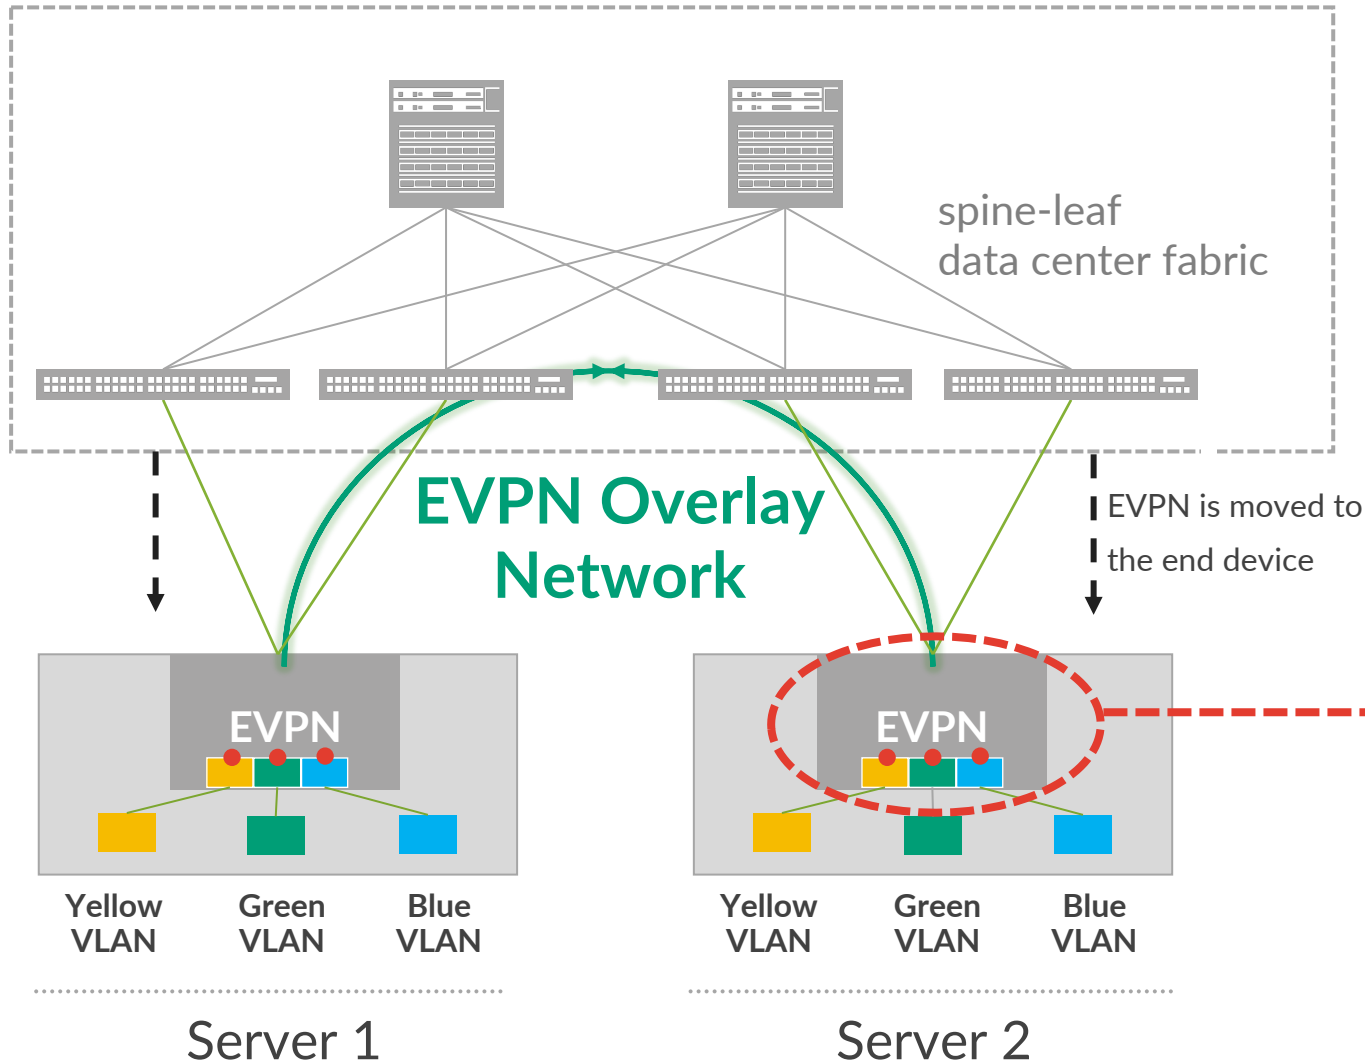 spine-leaf
data center fabric
EVPN Overlay
Network
EVPN is moved to
the end device
EVPN
EVPN
Yellow
VLAN
Green
VLAN
Blue
VLAN
Yellow
VLAN
Green
VLAN
Blue
VLAN
Server 1
Server 2